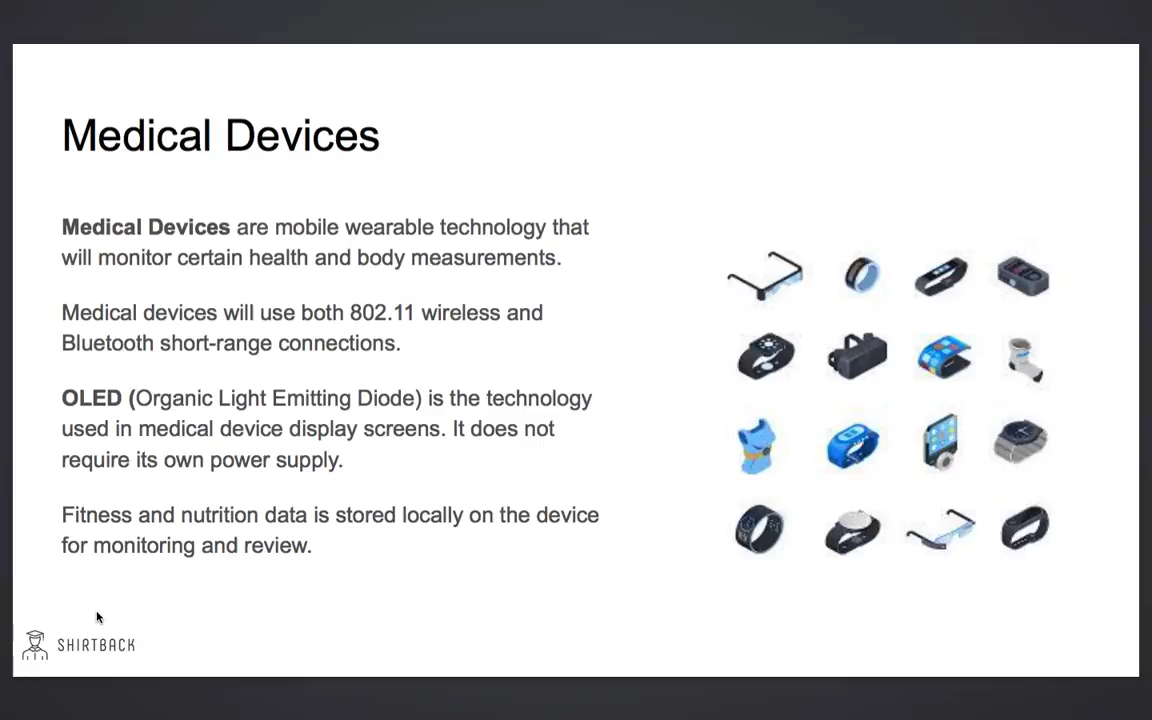 Medical Devices
Medical Devices are mobile wearable technology that
will monitor certain health and body measurements.
Medical devices will use both 802.11 wireless and
Bluetooth short-range connections.
OLED (Organic Light Emitting Diode) is the technology
used in medical device display screens. It does not
require its own power supply.
Fitness and nutrition data is stored locally on the device
for monitoring and review.
SHIRTBACK